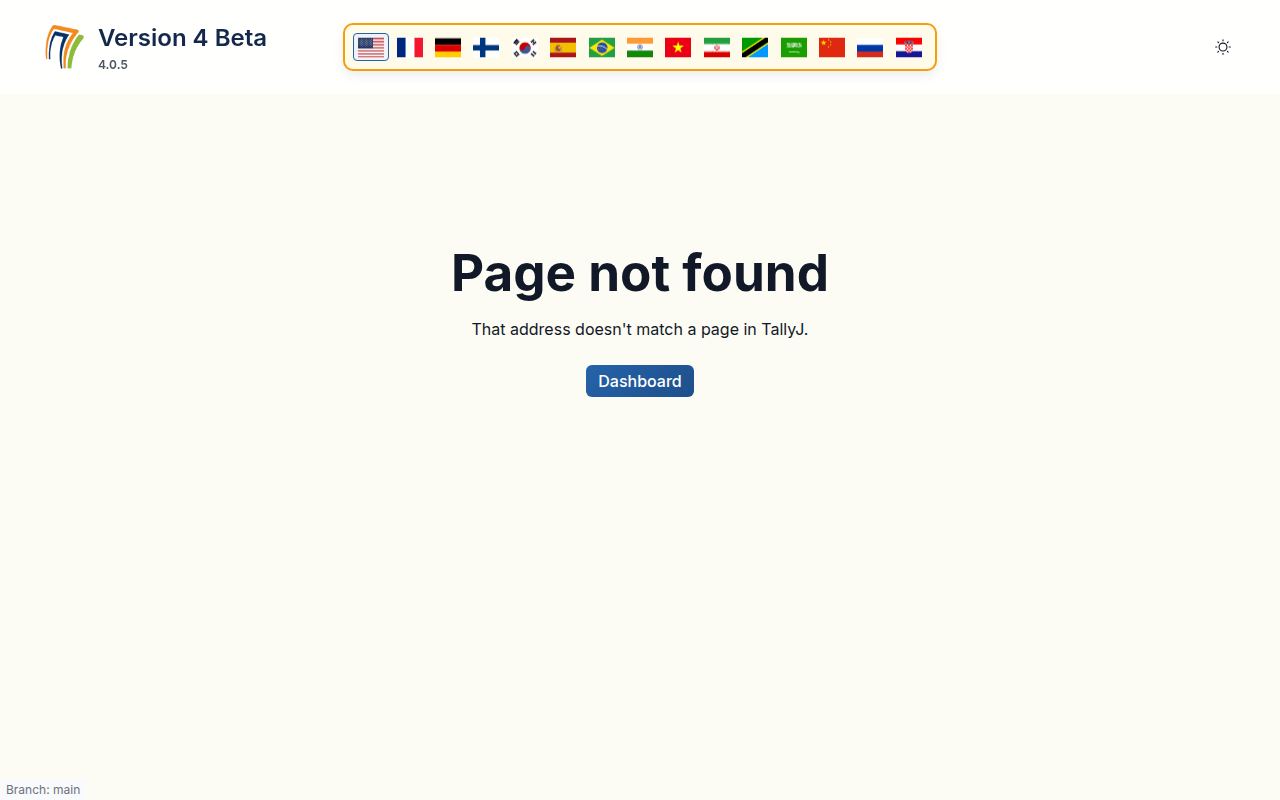 Version 4 Beta
4.0.5
Page not found
That address doesn't match a page in TallyJ.
Dashboard
Branch: main